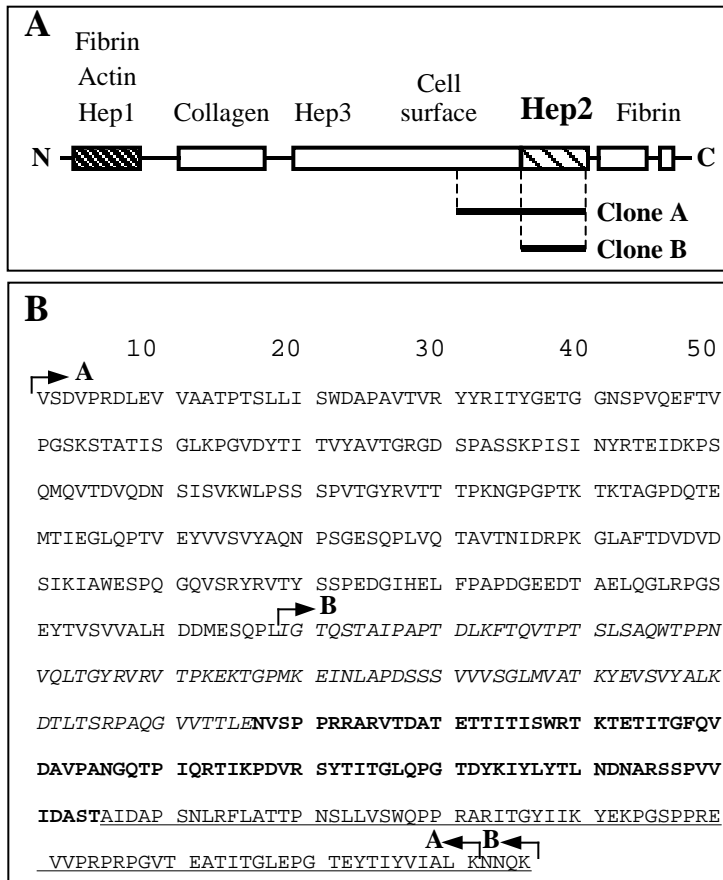 A
Fibrin
Actin
Hep1
Collagen
Hep3
Cell
surface
Hep2
Fibrin
N
C
Clone A
Clone B
B
10 20 30 40 50
A
VSDVPRDLEV VAATPTSLLI SWDAPAVTVR YYRITYGETG GNSPVQEFTV
PGSKSTATIS GLKPGVDYTI TVYAVTGRGD SPASSKPISI NYRTEIDKPS
QMQVTDVQDN SISVKWLPSS SPVTGYRVTT TPKNGPGPTK TKTAGPDQTE
MTIEGLQPTV EYVVSVYAQN PSGESQPLVQ TAVTNIDRPK GLAFTDVDVD
SIKIAWESPQ GQVSRYRVTY SSPEDGIHEL FPAPDGEEDT AELQGLRPGS
B
EYTVSVVALH DDMESQPLIG TQSTAIPAPT DLKFTQVTPT SLSAQWTPPN
VQLTGYRVRV TPKEKTGPMK EINLAPDSSS VVVSGLMVAT KYEVSVYALK
DTLTSRPAQG VVTTLENVSP PRRARVTDAT ETTITISWRT KTETITGFQV
DAVPANGQTP IQRTIKPDVR SYTITGLQPG TDYKIYLYTL NDNARSSPVV
IDASTAIDAP SNLRFLATTP NSLLVSWQPP RARITGYIIK YEKPGSPPRE
A B
VVPRPRPGVT EATITGLEPG TEYTIYVIAL KNNQK